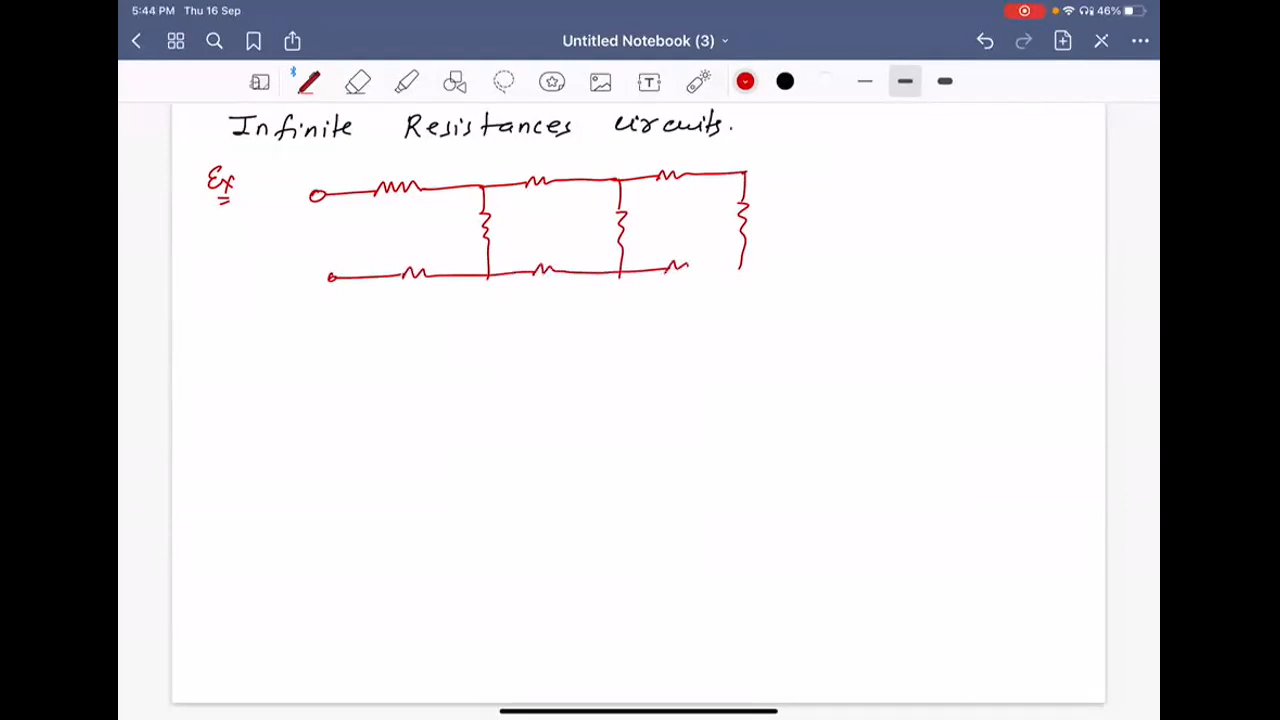 5:44 PM Thu 16 Sep
46%
Untitled Notebook (3)
T
Infinite Resistances circuits.
Ex